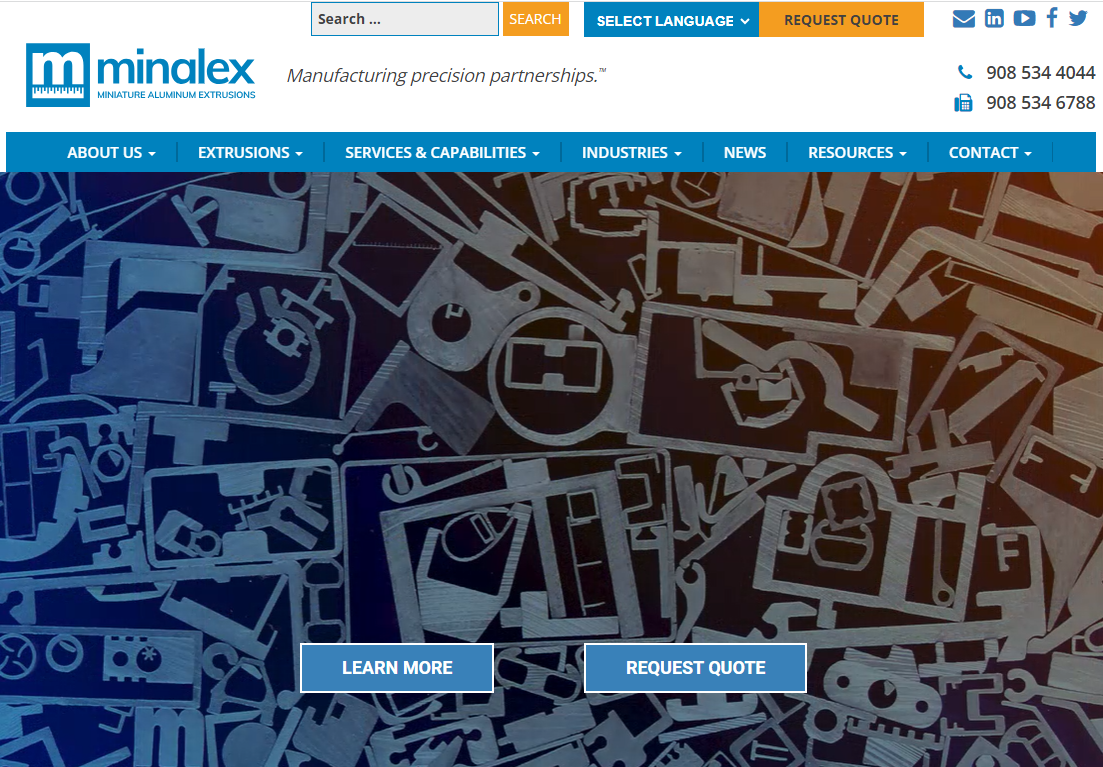 Search ...
SEARCH
SELECT LANGUAGE
REQUEST QUOTE
m minalex
MINIATURE ALUMINUM EXTRUSIONS
Manufacturing precision partnerships.™
908 534 4044
908 534 6788
ABOUT US
EXTRUSIONS
SERVICES & CAPABILITIES
INDUSTRIES
NEWS
RESOURCES
CONTACT
LEARN MORE
REQUEST QUOTE